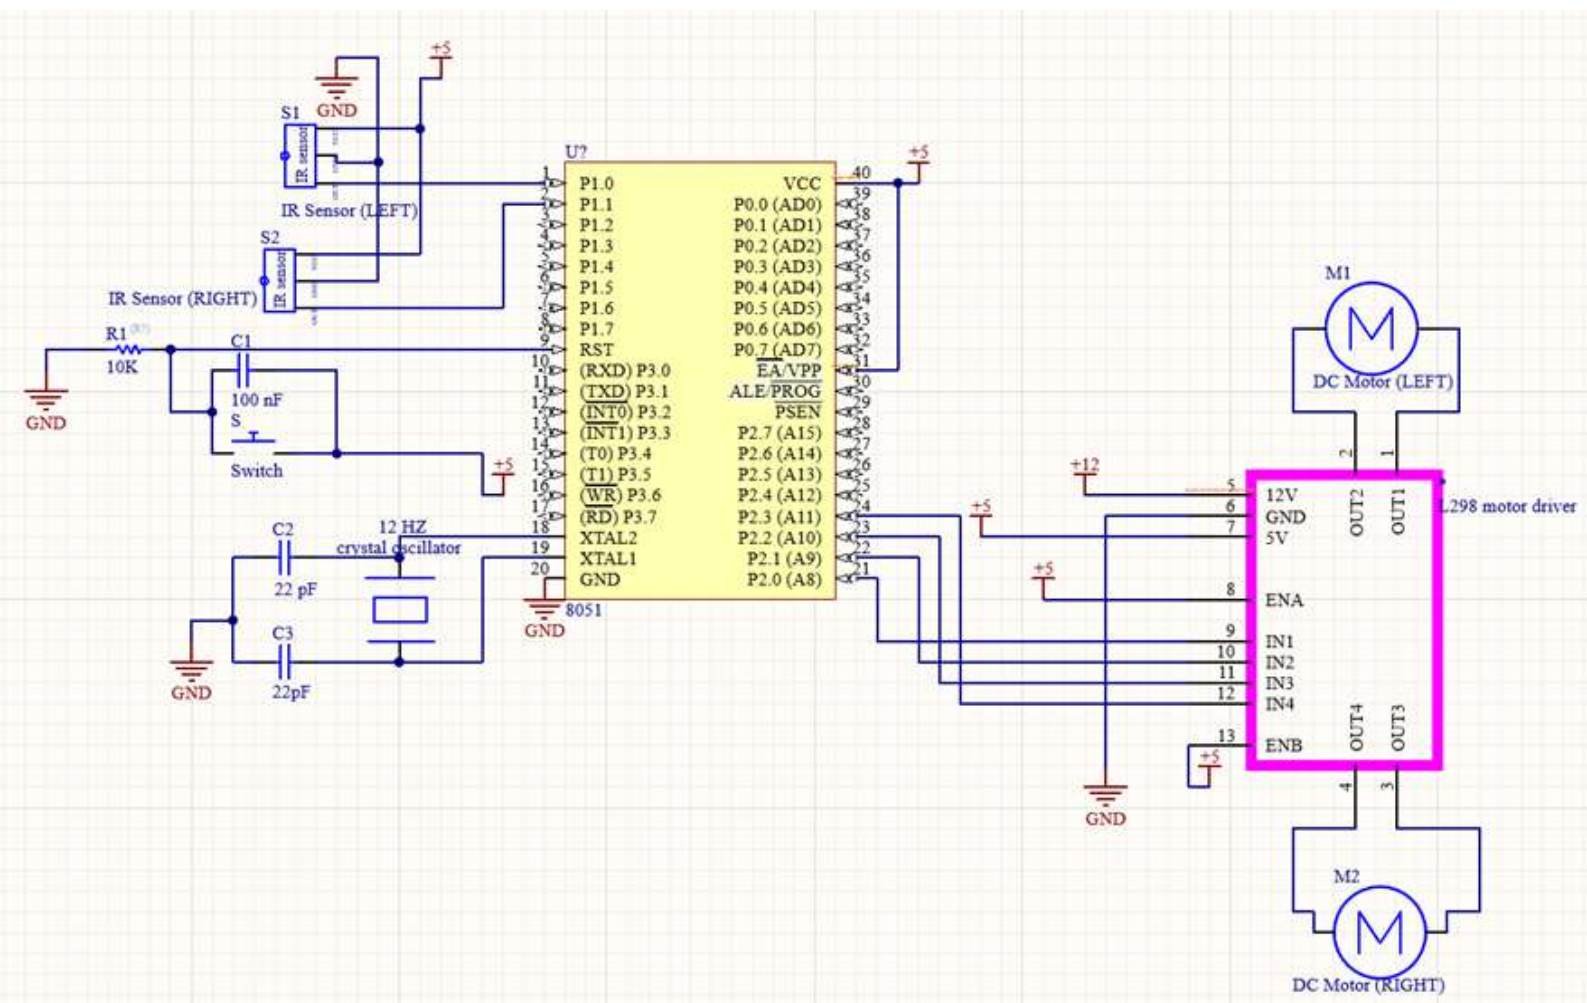 +5
GND
S1
IR sensor
IR Sensor (LEFT)
S2
IR sensor
IR Sensor (RIGHT)
R1
10K
GND
C1
100 nF
S
Switch
+5
12 HZ
crystal oscillator
C2
22 pF
C3
22pF
GND
U?
1 P1.0
2 P1.1
3 P1.2
4 P1.3
5 P1.4
6 P1.5
7 P1.6
8 P1.7
9 RST
10 (RXD) P3.0
11 (TXD) P3.1
12 (INT0) P3.2
13 (INT1) P3.3
14 (T0) P3.4
15 (T1) P3.5
16 (WR) P3.6
17 (RD) P3.7
18 XTAL2
19 XTAL1
20 GND
GND
8051
+5
VCC 40
P0.0 (AD0) 39
P0.1 (AD1) 38
P0.2 (AD2) 37
P0.3 (AD3) 36
P0.4 (AD4) 35
P0.5 (AD5) 34
P0.6 (AD6) 33
P0.7 (AD7) 32
EA/VPP 31
ALE/PROG 30
PSEN 29
P2.7 (A15) 28
P2.6 (A14) 27
P2.5 (A13) 26
P2.4 (A12) 25
P2.3 (A11) 24
P2.2 (A10) 23
P2.1 (A9) 22
P2.0 (A8) 21
M1
M
DC Motor (LEFT)
2
1
OUT2
OUT1
L298 motor driver
+12
5 12V
6 GND
+5
7 5V
+5
8 ENA
9 IN1
10 IN2
11 IN3
12 IN4
13 ENB
+5
GND
OUT4
OUT3
4
3
M2
M
DC Motor (RIGHT)